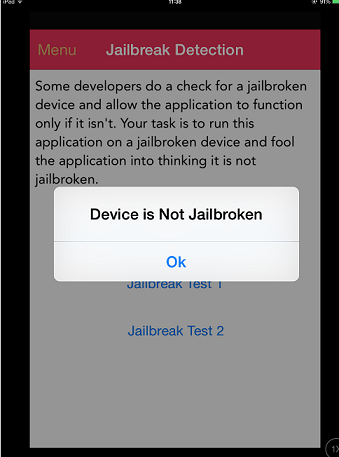 iPad 11:38 91%
Menu Jailbreak Detection
Some developers do a check for a jailbroken
device and allow the application to function
only if it isn't. Your task is to run this
application on a jailbroken device and fool
the application into thinking it is not
jailbroken.
Device is Not Jailbroken
Ok
Jailbreak Test 1
Jailbreak Test 2
1X